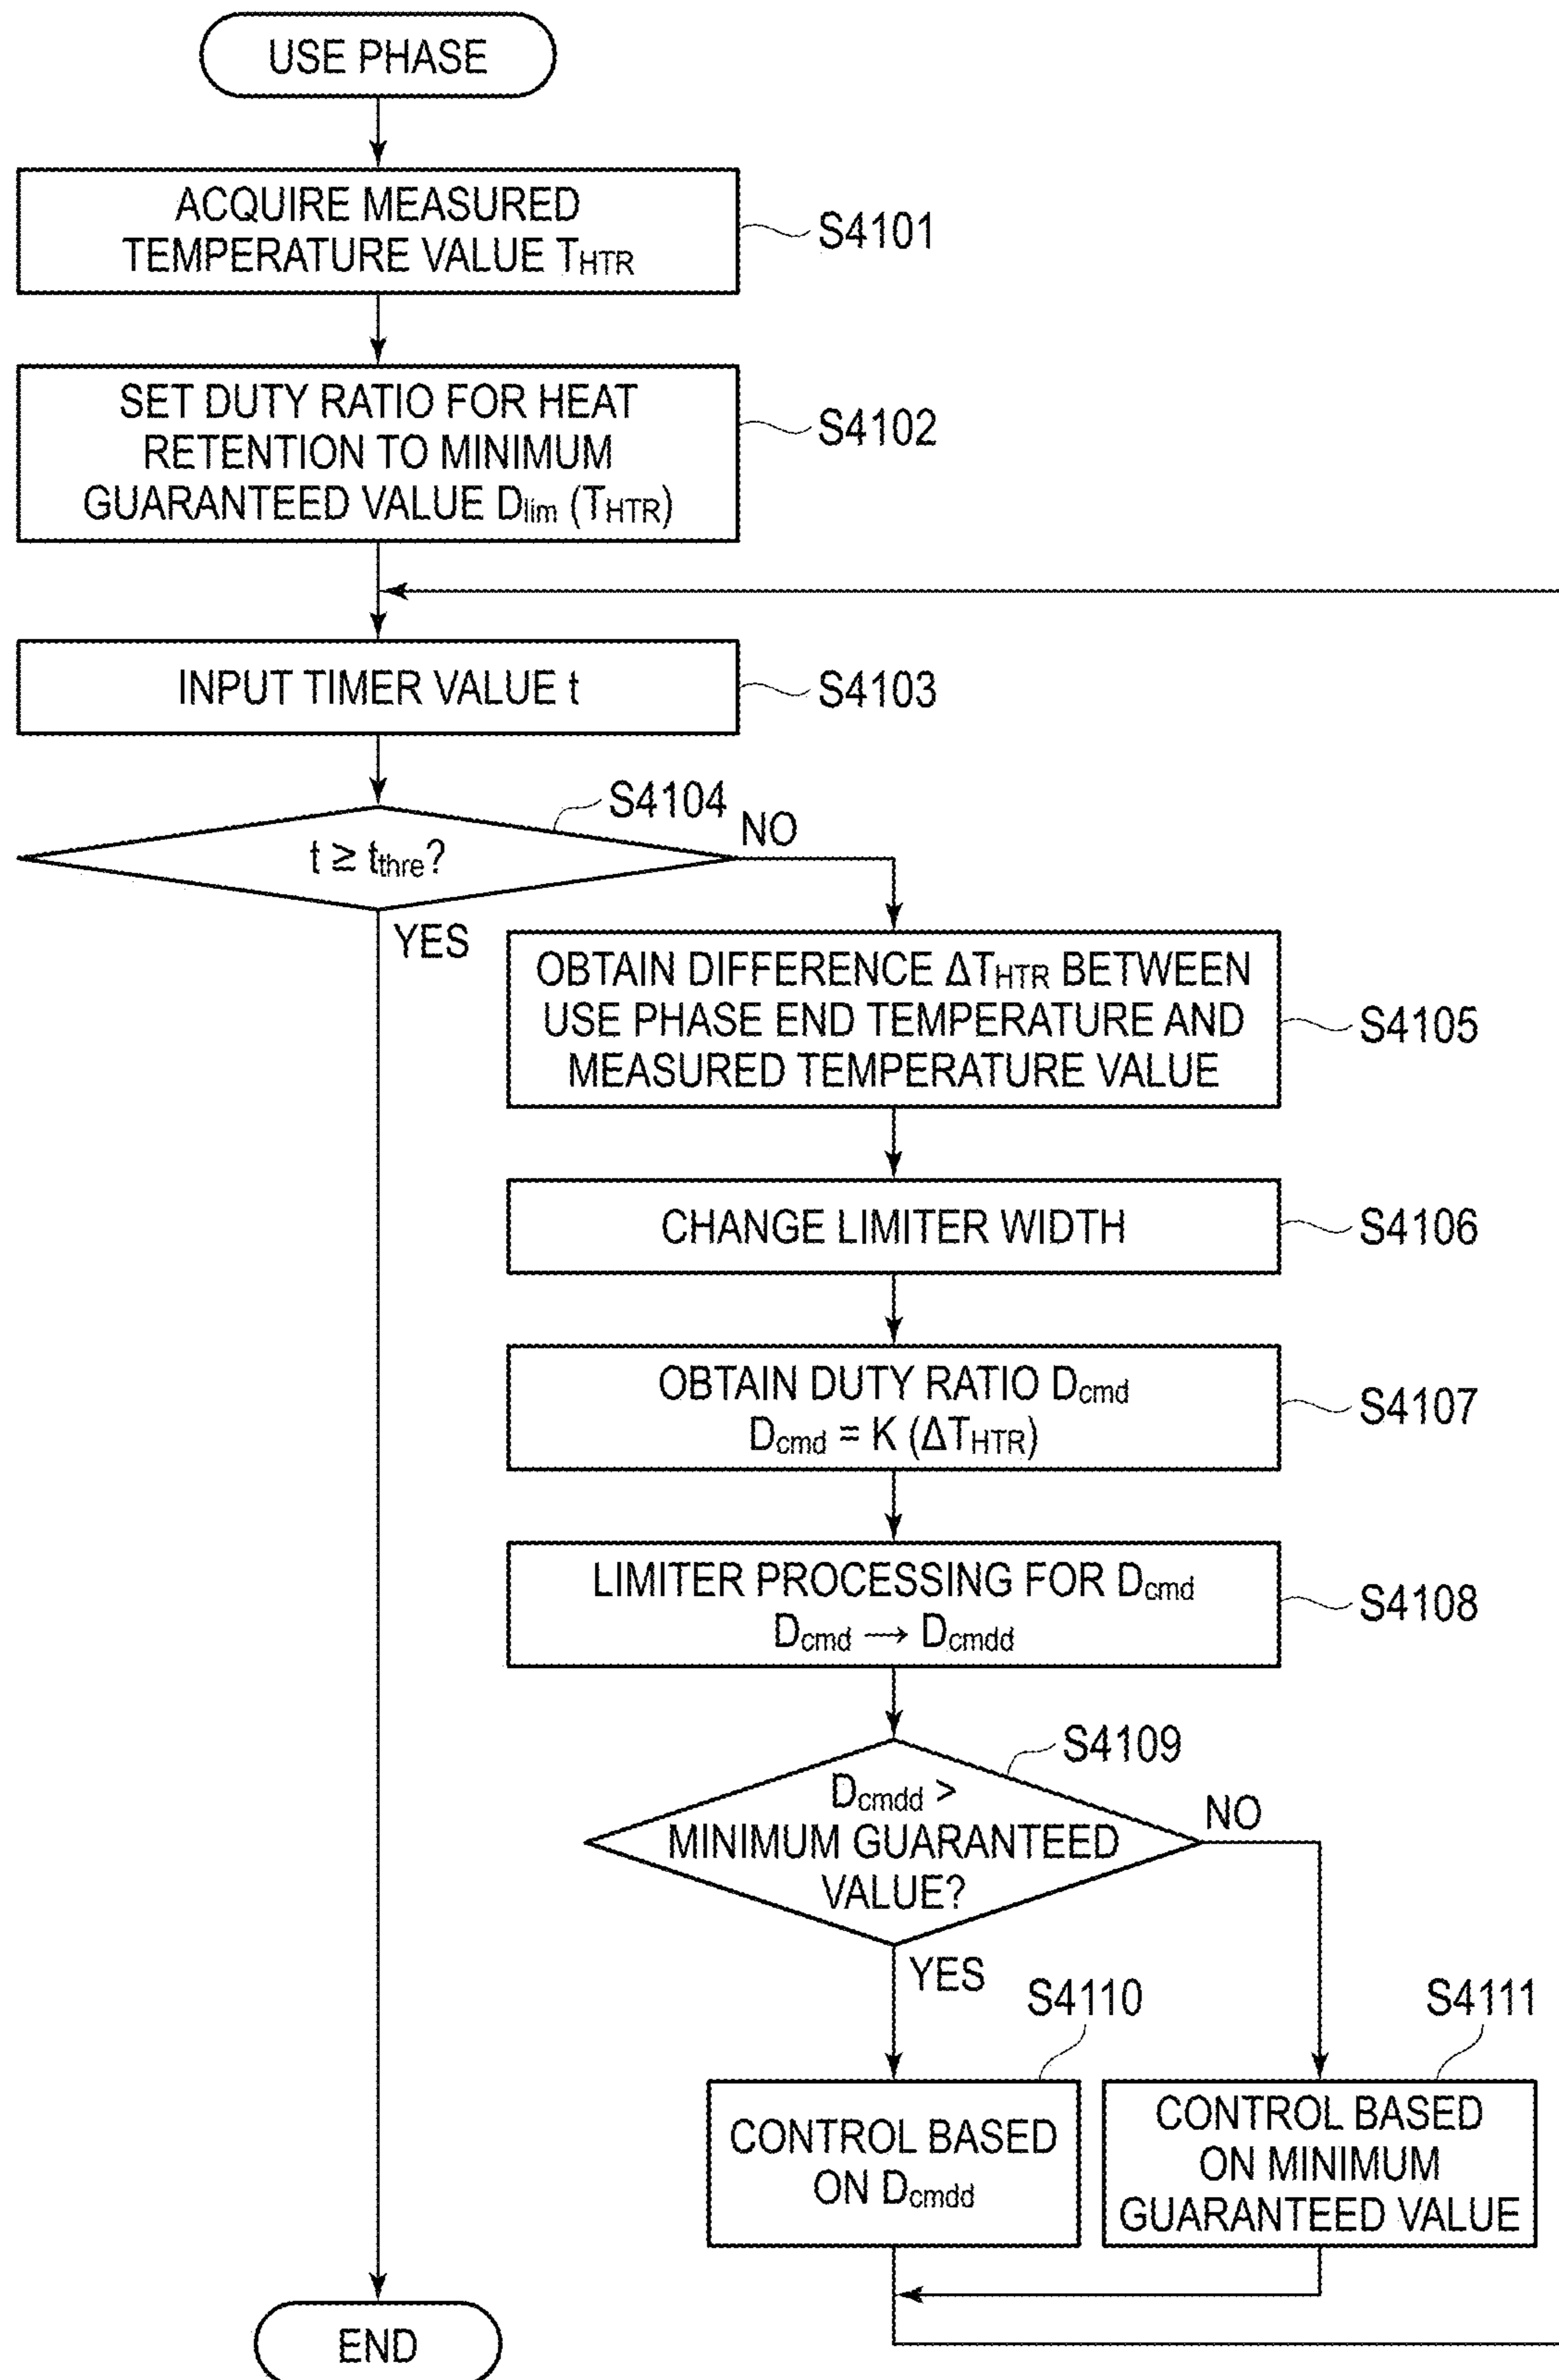 USE PHASE
ACQUIRE MEASURED
TEMPERATURE VALUE THTR
S4101
SET DUTY RATIO FOR HEAT
RETENTION TO MINIMUM
GUARANTEED VALUE Dlim (THTR)
S4102
INPUT TIMER VALUE t
S4103
S4104
t ≥ tthre?
NO
YES
OBTAIN DIFFERENCE ΔTHTR BETWEEN
USE PHASE END TEMPERATURE AND
MEASURED TEMPERATURE VALUE
S4105
CHANGE LIMITER WIDTH
S4106
OBTAIN DUTY RATIO Dcmd
Dcmd = K (ΔTHTR)
S4107
LIMITER PROCESSING FOR Dcmd
Dcmd → Dcmdd
S4108
S4109
Dcmdd >
MINIMUM GUARANTEED
VALUE?
NO
YES
S4110
CONTROL BASED
ON Dcmdd
S4111
CONTROL BASED
ON MINIMUM
GUARANTEED VALUE
END